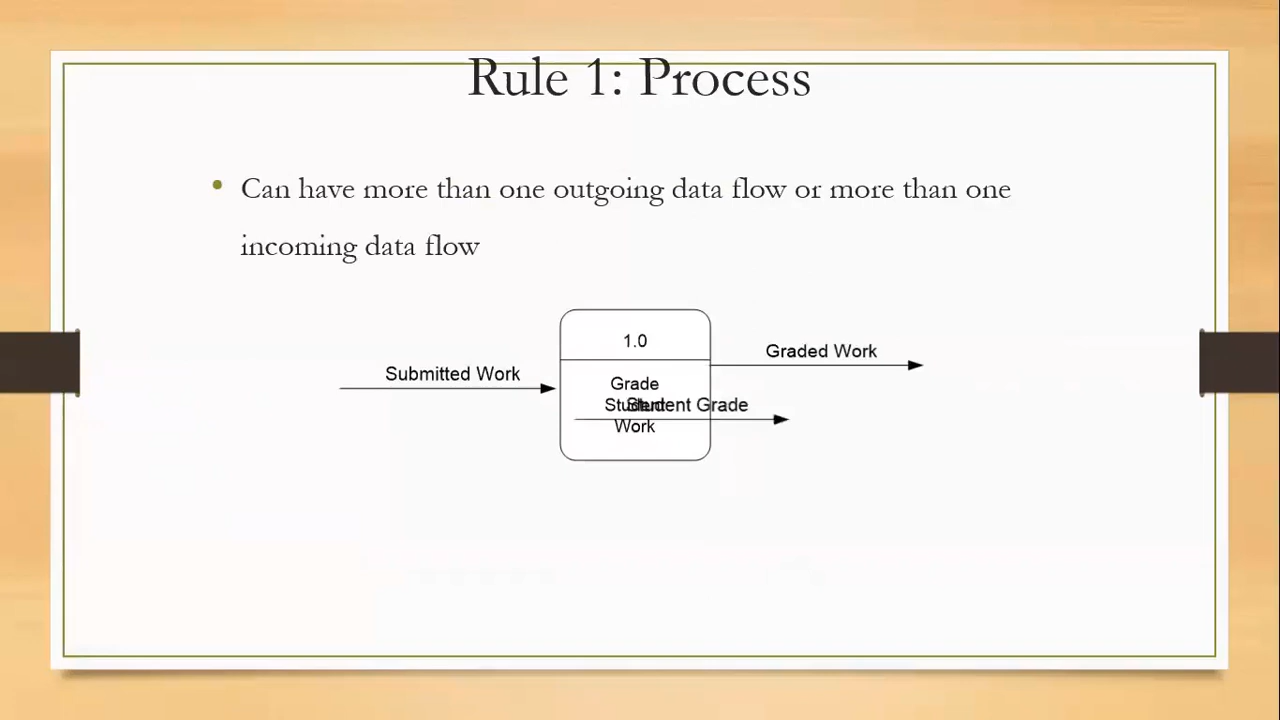 Rule 1: Process
• Can have more than one outgoing data flow or more than one
incoming data flow
1.0
Submitted Work
Graded Work
Grade
Student
Work
Student Grade